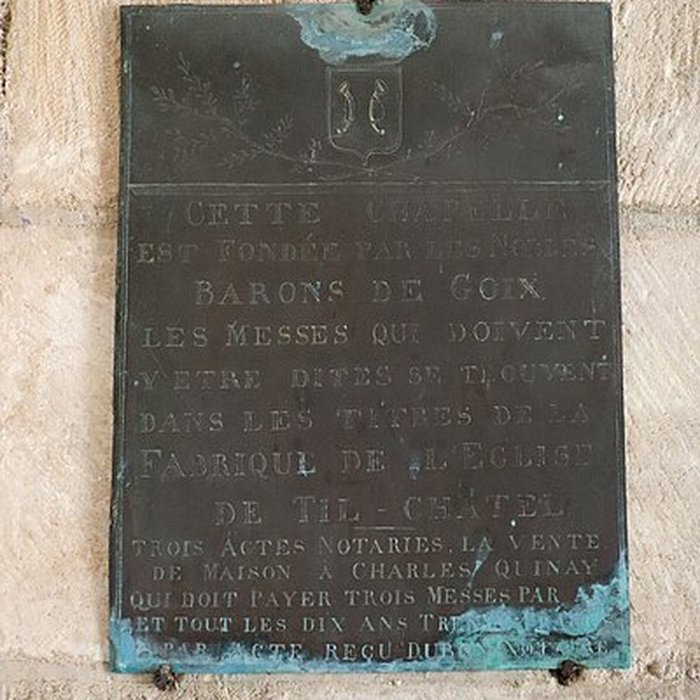 CETTE CHAPELLE
EST FONDÉE PAR LES NOBLES
BARONS DE GOIX
LES MESSES QUI DOIVENT
Y ETRE DITES SE TROUVENT
DANS LES TITRES DE LA
FABRIQUE DE L'EGLISE
DE TIL-CHATEL
TROIS ACTES NOTARIES, LA VENTE
DE MAISON A CHARLES QUINAY
QUI DOIT PAYER TROIS MESSES PAR AN
ET TOUT LES DIX ANS
PAR ACTE REÇU DUBON NOTAIRE